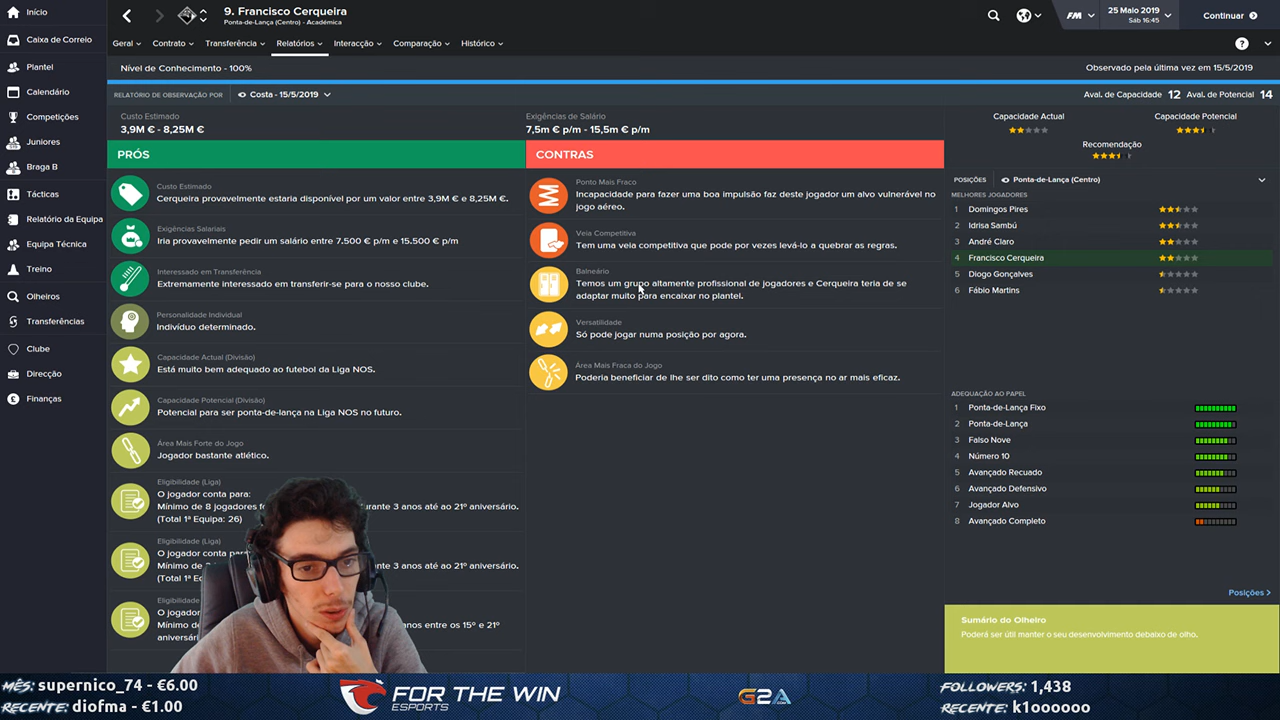 Início
Caixa de Correio
Plantel
Calendário
Competições
Juniores
Braga B
Tácticas
Relatório da Equipa
Equipa Técnica
Treino
Olheiros
Transferências
Clube
Direcção
Finanças
9. Francisco Cerqueira
Ponta-de-Lança (Centro) - Académica
FM
25 Maio 2019
Sáb 16:45
Continuar
Geral
Contrato
Transferência
Relatórios
Interacção
Comparação
Histórico
?
Nível de Conhecimento - 100%
Observado pela última vez em 15/5/2019
RELATÓRIO DE OBSERVAÇÃO POR
Costa - 15/5/2019
Aval. de Capacidade 12 Aval. de Potencial 14
Custo Estimado
3,9M € - 8,25M €
Exigências de Salário
7,5m € p/m - 15,5m € p/m
PRÓS
Custo Estimado
Cerqueira provavelmente estaria disponível por um valor entre 3,9M € e 8,25M €.
Exigências Salariais
Iria provavelmente pedir um salário entre 7.500 € p/m e 15.500 € p/m
Interessado em Transferência
Extremamente interessado em transferir-se para o nosso clube.
Personalidade Individual
Indivíduo determinado.
Capacidade Actual (Divisão)
Está muito bem adequado ao futebol da Liga NOS.
Capacidade Potencial (Divisão)
Potencial para ser ponta-de-lança na Liga NOS no futuro.
Área Mais Forte do Jogo
Jogador bastante atlético.
Eligibilidade (Liga)
O jogador conta para:
Mínimo de 8 jogadores fo
urante 3 anos até ao 21º aniversário.
(Total 1ª Equipa: 26)
Eligibilidade (Liga)
O jogador conta para
Mínimo de
ante 3 anos até ao 21º aniversário.
(Total 1ª E
Eligibilidade
O jogador
Mínimo de
anos entre os 15º e 21º
aniversári
CONTRAS
Ponto Mais Fraco
Incapacidade para fazer uma boa impulsão faz deste jogador um alvo vulnerável no
jogo aéreo.
Veia Competitiva
Tem uma veia competitiva que pode por vezes levá-lo a quebrar as regras.
Balneário
Temos um grupo altamente profissional de jogadores e Cerqueira teria de se
adaptar muito para encaixar no plantel.
Versatilidade
Só pode jogar numa posição por agora.
Área Mais Fraca do Jogo
Poderia beneficiar de lhe ser dito como ter uma presença no ar mais eficaz.
Capacidade Actual
Capacidade Potencial
Recomendação
POSIÇÕES
Ponta-de-Lança (Centro)
MELHORES JOGADORES
1 Domingos Pires
2 Idrisa Sambú
3 André Claro
4 Francisco Cerqueira
5 Diogo Gonçalves
6 Fábio Martins
ADEQUAÇÃO AO PAPEL
1 Ponta-de-Lança Fixo
2 Ponta-de-Lança
3 Falso Nove
4 Número 10
5 Avançado Recuado
6 Avançado Defensivo
7 Jogador Alvo
8 Avançado Completo
Posições
Sumário do Olheiro
Poderá ser útil manter o seu desenvolvimento debaixo de olho.
MÊS: supernico_74 - €6.00
RECENTE: diofma - €1.00
FOR THE WIN
ESPORTS
G2A.COM
FOLLOWERS: 1,438
RECENTE: k1oooooo